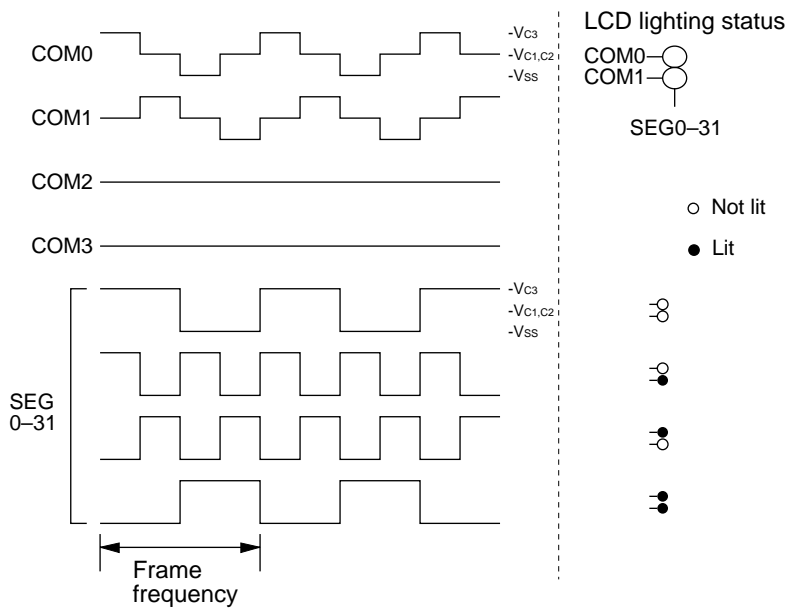 LCD lighting status
COM0
-VC3
-VC1,C2
-VSS
COM0
COM1
SEG0–31
COM1
COM2
COM3
Not lit
Lit
-VC3
-VC1,C2
-VSS
SEG
0–31
Frame
frequency